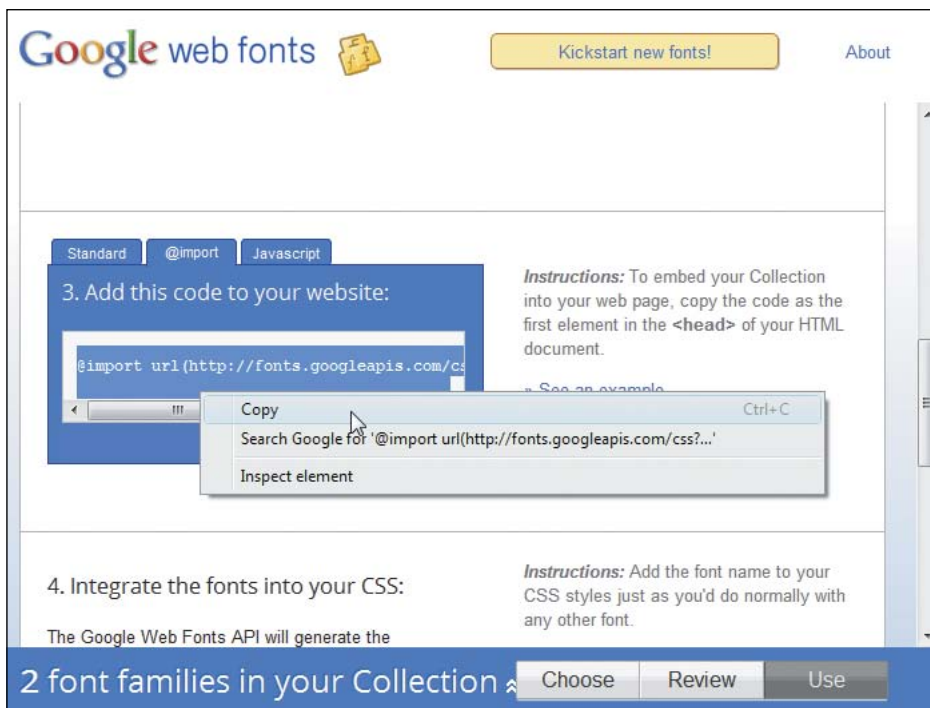 Google web fonts
Kickstart new fonts!
About
Standard
@import
Javascript
3. Add this code to your website:
@import url(http://fonts.googleapis.com/cs
Instructions: To embed your Collection
into your web page, copy the code as the
first element in the <head> of your HTML
document.
» See an example
Copy
Ctrl+C
Search Google for '@import url(http://fonts.googleapis.com/css?...'
Inspect element
4. Integrate the fonts into your CSS:
The Google Web Fonts API will generate the
Instructions: Add the font name to your
CSS styles just as you'd do normally with
any other font.
2 font families in your Collection
Choose
Review
Use